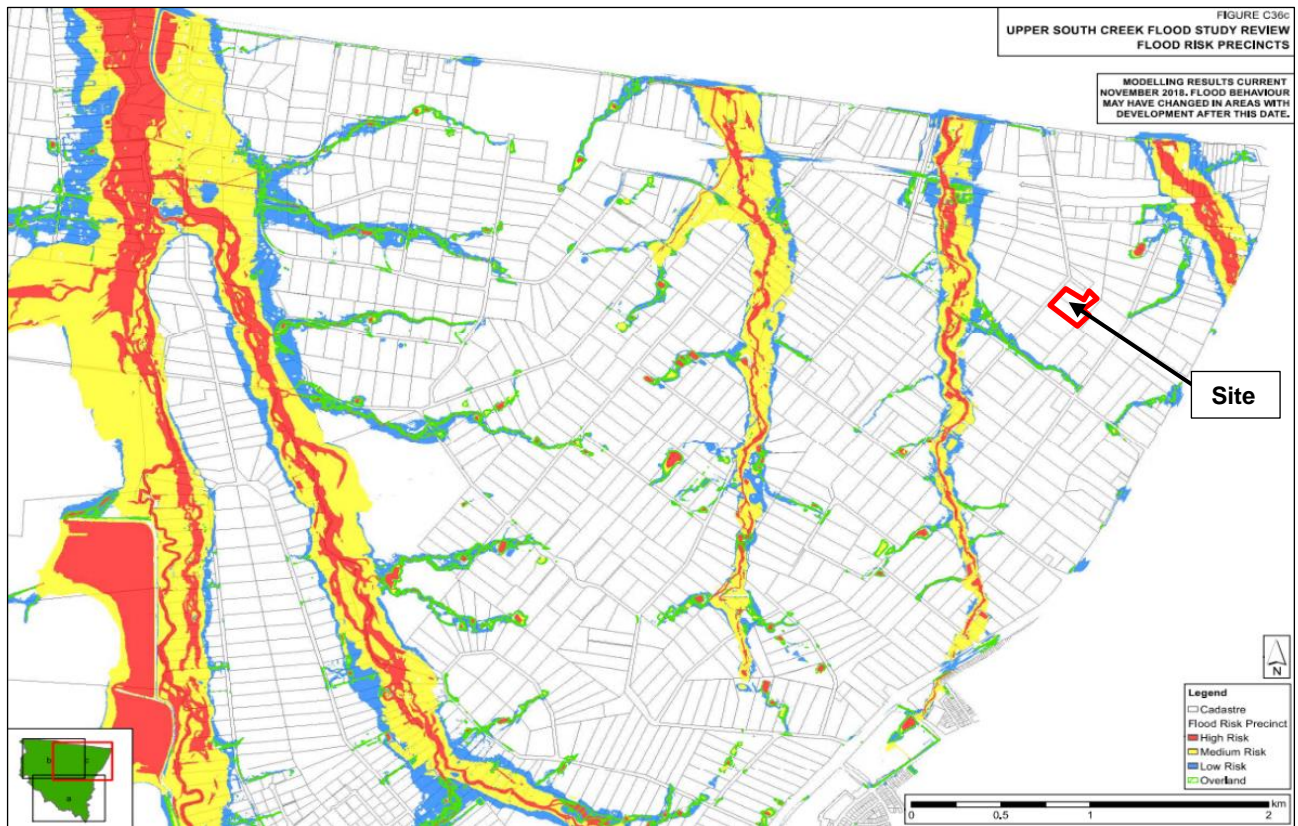 FIGURE C36c
UPPER SOUTH CREEK FLOOD STUDY REVIEW
FLOOD RISK PRECINCTS
MODELLING RESULTS CURRENT
NOVEMBER 2018. FLOOD BEHAVIOUR
MAY HAVE CHANGED IN AREAS WITH
DEVELOPMENT AFTER THIS DATE.
Site
N
Legend
Cadastre
Flood Risk Precinct
High Risk
Medium Risk
Low Risk
Overland
b
c
a
km
0
0.5
1
2